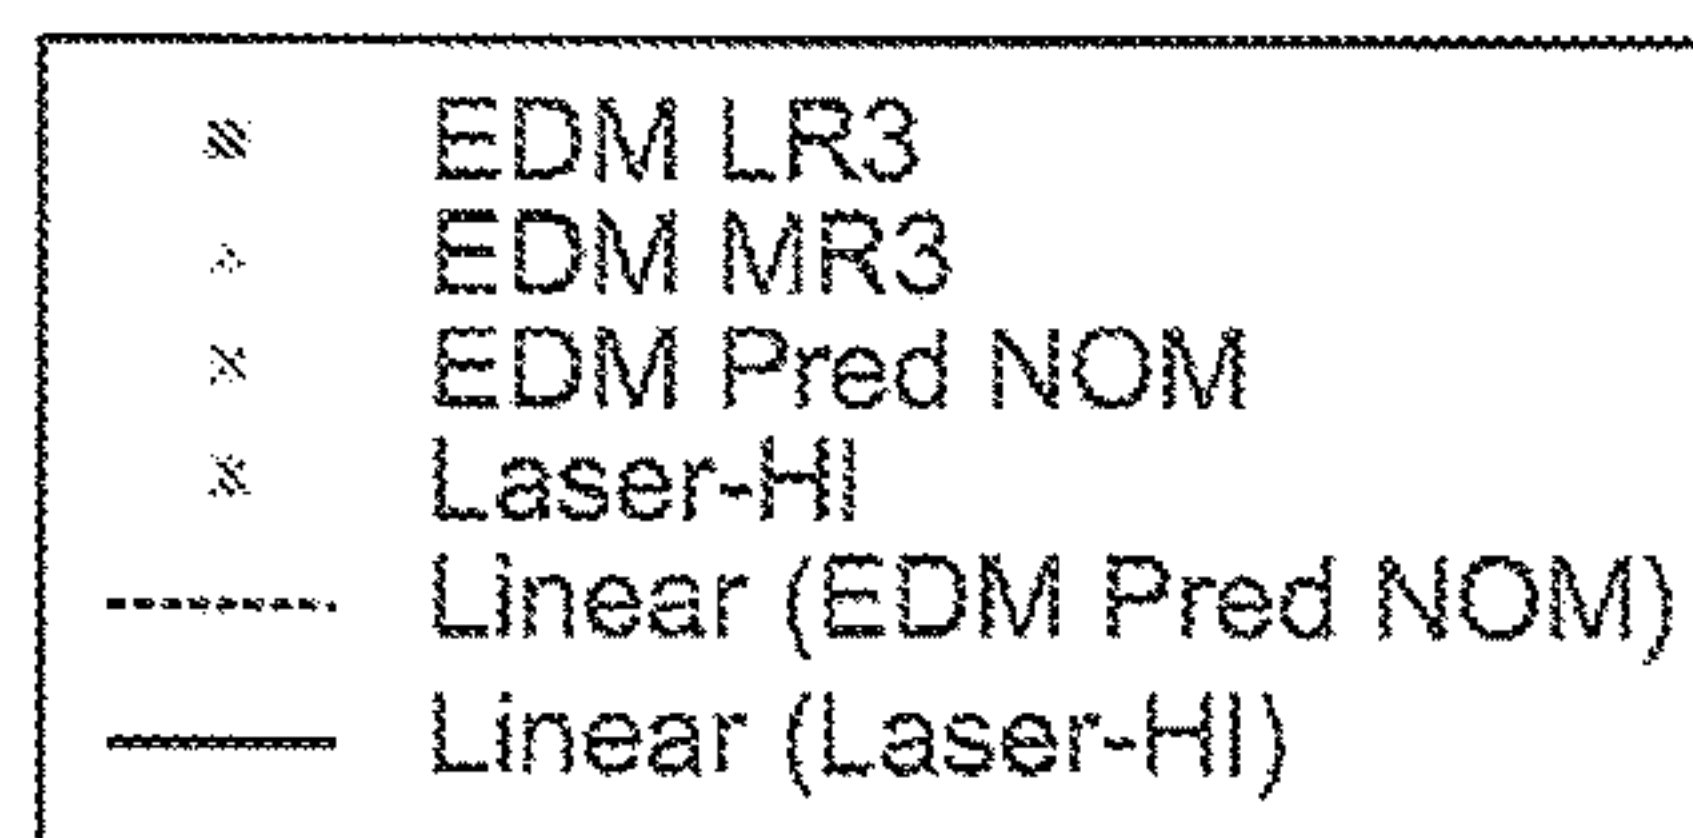 EDM LR3
EDM MR3
EDM Pred NOM
Laser-HI
Linear (EDM Pred NOM)
Linear (Laser-HI)